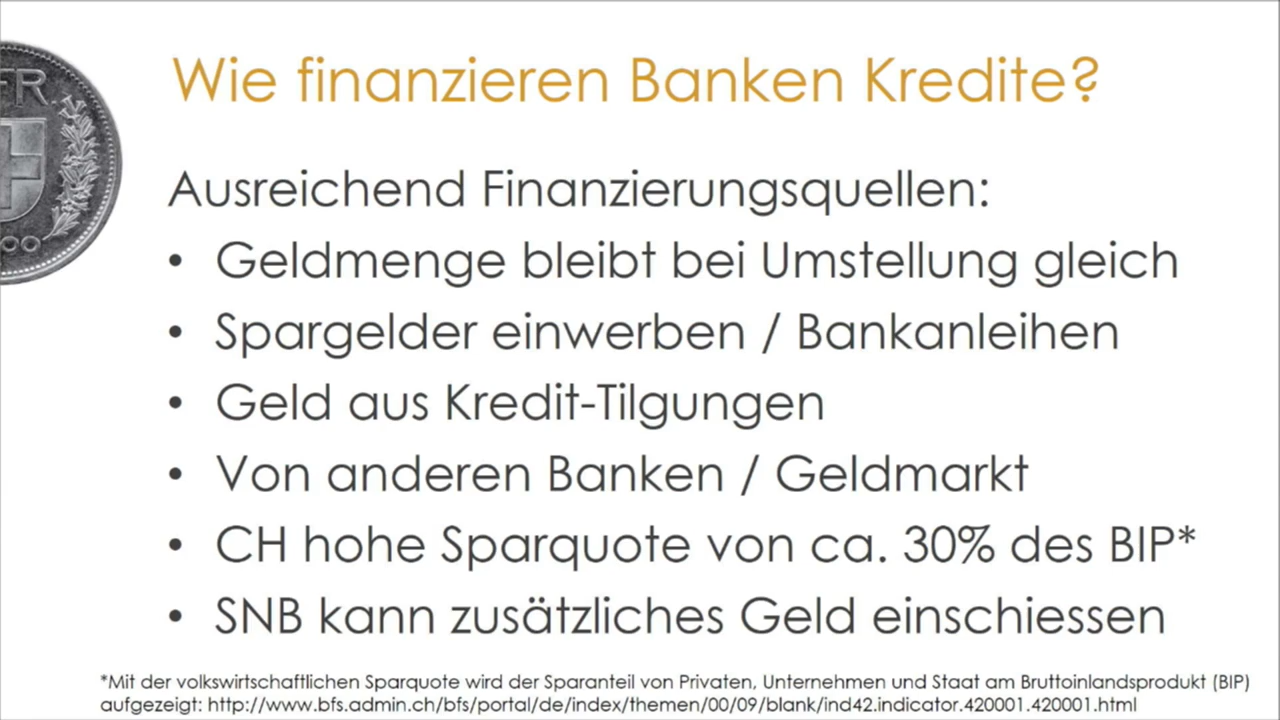 Wie finanzieren Banken Kredite?
Ausreichend Finanzierungsquellen:
• Geldmenge bleibt bei Umstellung gleich
• Spargelder einwerben / Bankanleihen
• Geld aus Kredit-Tilgungen
• Von anderen Banken / Geldmarkt
• CH hohe Sparquote von ca. 30% des BIP*
• SNB kann zusätzliches Geld einschiessen
*Mit der volkswirtschaftlichen Sparquote wird der Sparanteil von Privaten, Unternehmen und Staat am Bruttoinlandsprodukt (BIP)
aufgezeigt: http://www.bfs.admin.ch/bfs/portal/de/index/themen/00/09/blank/ind42.indicator.420001.420001.html